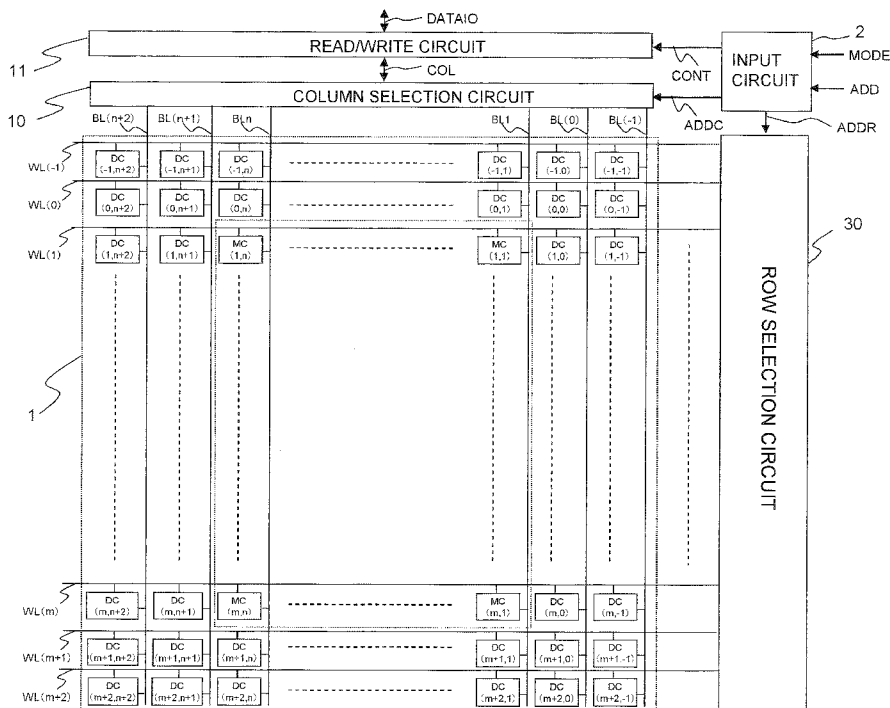 DATAIO
11
READ/WRITE CIRCUIT
2
MODE
COL
CONT
INPUT
CIRCUIT
ADD
10
COLUMN SELECTION CIRCUIT
BL(n+2) BL(n+1) BLn BL1 BL(0) BL(-1)
ADDC
ADDR
WL(-1)
DC DC DC DC DC DC
(-1,n+2) (-1,n+1) (-1,n) (-1,1) (-1,0) (-1,-1)
WL(0)
DC DC DC DC DC DC
(0,n+2) (0,n+1) (0,n) (0,1) (0,0) (0,-1)
30
WL(1)
DC DC MC MC DC DC
(1,n+2) (1,n+1) (1,n) (1,1) (1,0) (1,-1)
1
ROW SELECTION CIRCUIT
WL(m)
DC DC MC MC DC DC
(m,n+2) (m,n+1) (m,n) (m,1) (m,0) (m,-1)
WL(m+1)
DC DC DC DC DC DC
(m+1,n+2) (m+1,n+1) (m+1,n) (m+1,1) (m+1,0) (m+1,-1)
WL(m+2)
DC DC DC DC DC DC
(m+2,n+2) (m+2,n+1) (m+2,n) (m+2,1) (m+2,0) (m+2,-1)